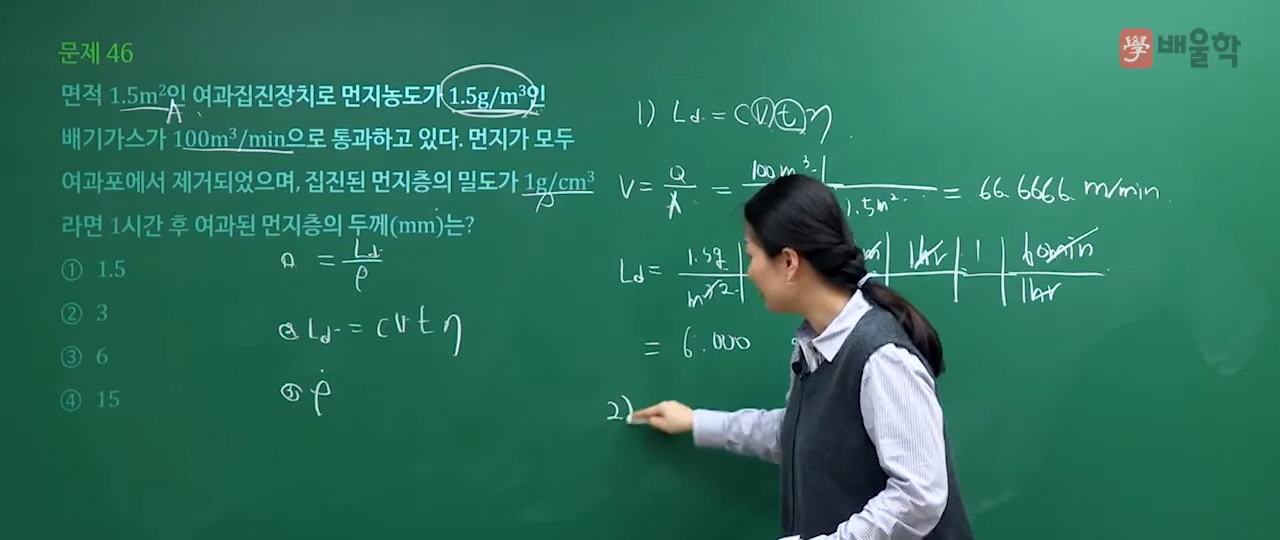 學 배울학
문제 46
면적 1.5m²인 여과집진장치로 먼지농도가 1.5g/m³인
배기가스가 100m³/min으로 통과하고 있다. 먼지가 모두
여과포에서 제거되었으며, 집진된 먼지층의 밀도가 1g/cm³
라면 1시간 후 여과된 먼지층의 두께(mm)는?
① 1.5
② 3
③ 6
④ 15
A
ρ
= Ld / ρ
② Ld = C V t η
③ ρ
1) Ld = C V t η
V = Q / A = 100m³ / 1.5m² = 66.6666 m/min
Ld = 1.5g 1hr 1 60min
1hr
= 6.000
2)